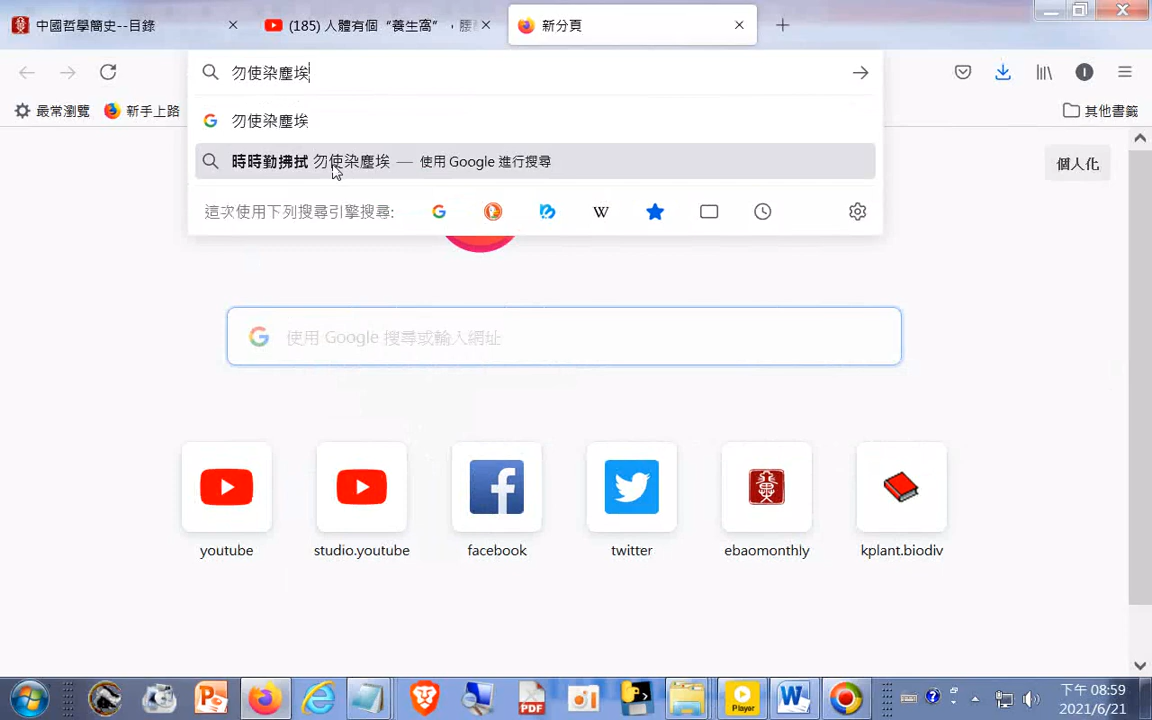 中國哲學簡史--目錄
(185) 人體有個“養生窩”，腰
新分頁
勿使染塵埃
最常瀏覽
新手上路
其他書籤
勿使染塵埃
時時勤拂拭 勿使染塵埃 — 使用 Google 進行搜尋
個人化
這次使用下列搜尋引擎搜尋:
使用 Google 搜尋或輸入網址
youtube
studio.youtube
facebook
twitter
ebaomonthly
kplant.biodiv
下午 08:59
2021/6/21
PDF
Player